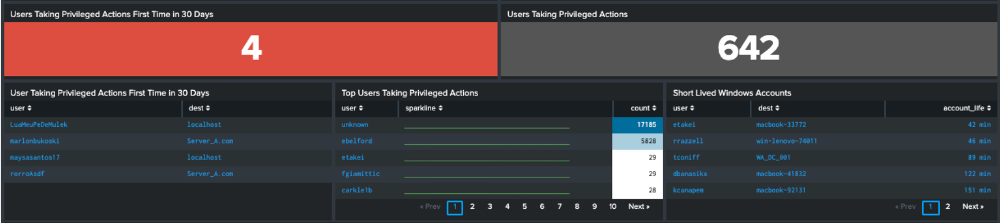 Users Taking Privileged Actions First Time in 30 Days
4
Users Taking Privileged Actions
642
User Taking Privileged Actions First Time in 30 Days
user dest
LuaMeuPeDeMulek localhost
marlonbukoski Server_A.com
maysasantos17 localhost
rorroAsdf Server_A.com
Top Users Taking Privileged Actions
user sparkline count
unknown 17185
ebelford 5828
etakei 29
fgiamittic 29
carkle1b 28
« Prev 1 2 3 4 5 6 7 8 9 10 Next »
Short Lived Windows Accounts
user dest account_life
etakei macbook-33772 42 min
rrazzell win-lenovo-74011 46 min
tconiff WA_DC_001 89 min
dbanasikx macbook-41832 122 min
kcanapem macbook-92131 151 min
« Prev 1 2 Next »